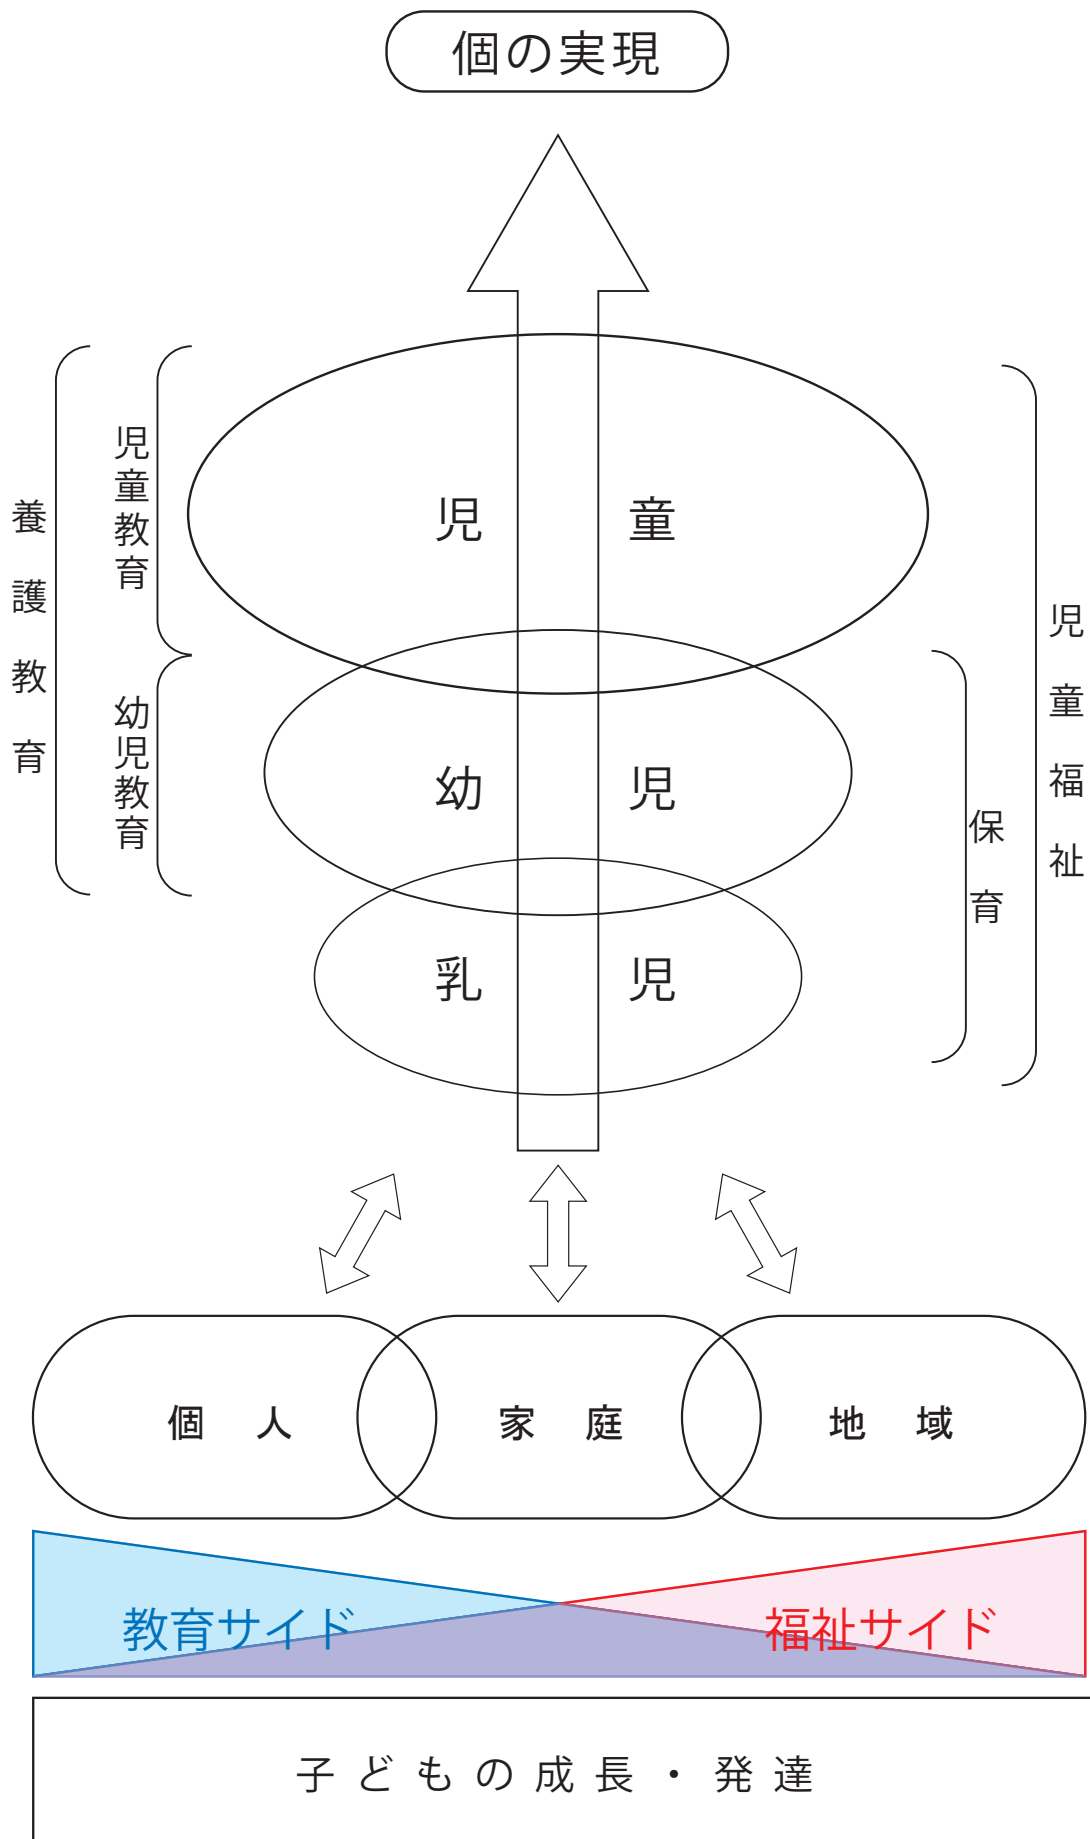 個の実現
養護教育
児童教育
幼児教育
児童
幼児
乳児
保育
児童福祉
個人
家庭
地域
教育サイド
福祉サイド
子どもの成長・発達